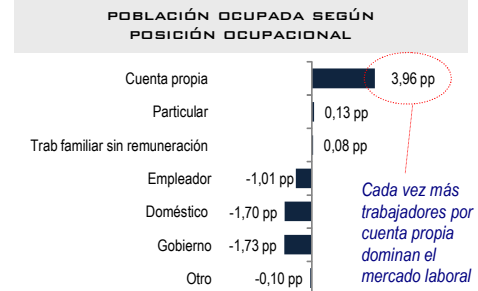 POBLACIÓN OCUPADA SEGÚN
POSICIÓN OCUPACIONAL
Cuenta propia 3,96 pp
Particular 0,13 pp
Trab familiar sin remuneración 0,08 pp
Empleador -1,01 pp
Doméstico -1,70 pp
Gobierno -1,73 pp
Otro -0,10 pp
Cada vez más
trabajadores por
cuenta propia
dominan el
mercado laboral